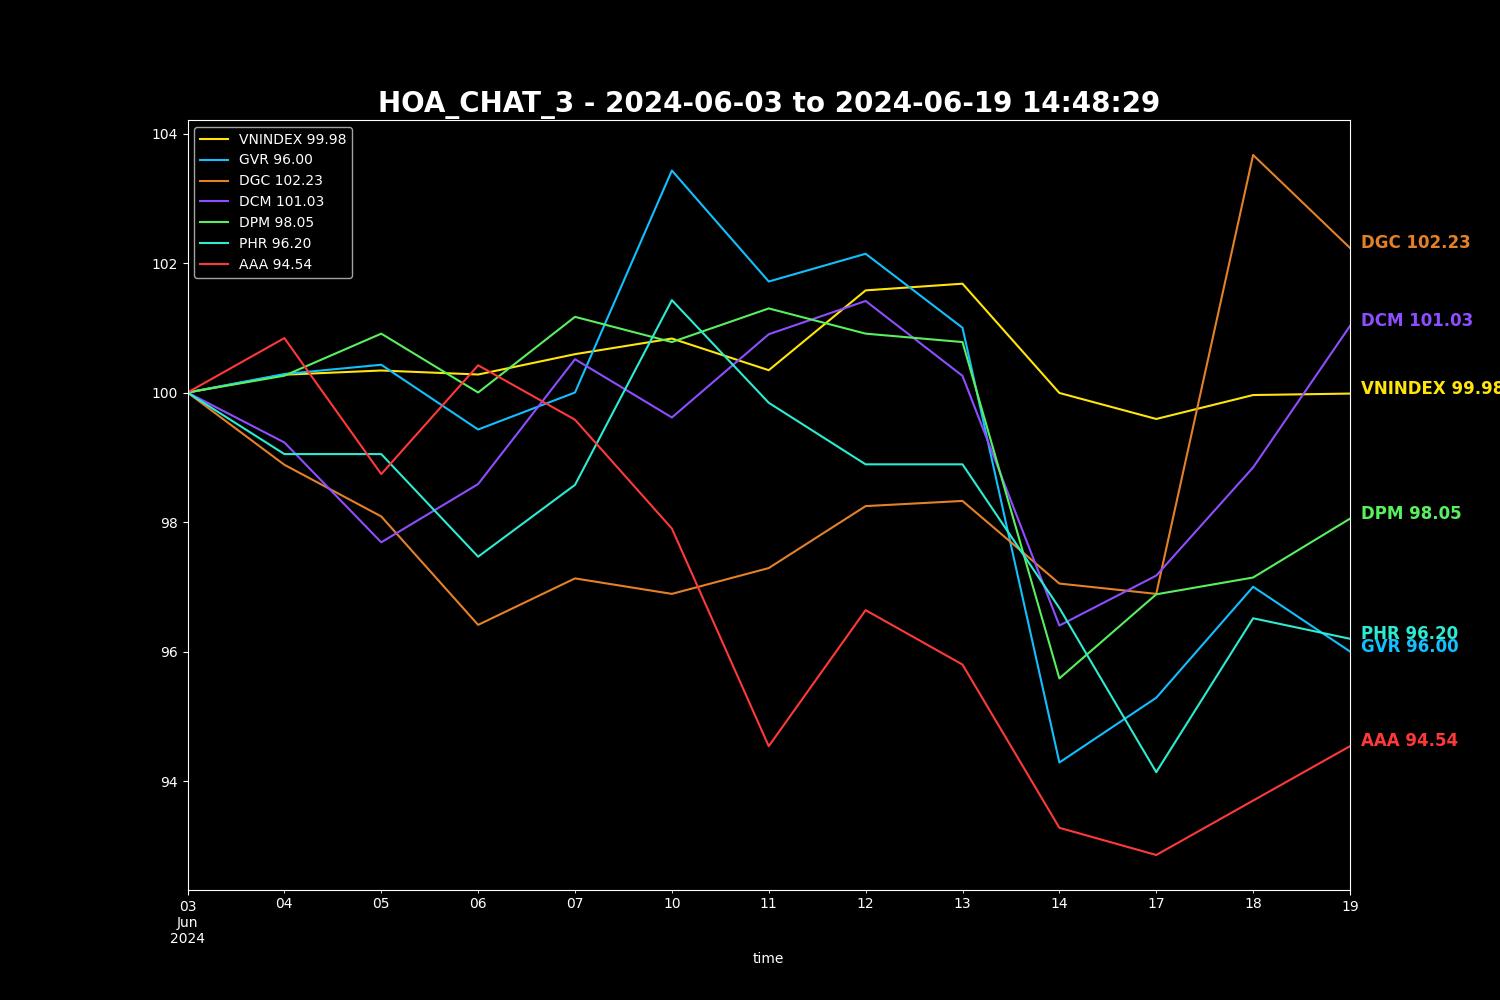 HOA_CHAT_3 - 2024-06-03 to 2024-06-19 14:48:29
VNINDEX 99.98
GVR 96.00
DGC 102.23
DCM 101.03
DPM 98.05
PHR 96.20
AAA 94.54
104
102
100
98
96
94
DGC 102.23
DCM 101.03
VNINDEX 99.98
DPM 98.05
PHR 96.20
GVR 96.00
AAA 94.54
03 04 05 06 07 10 11 12 13 14 17 18 19
Jun
2024
time